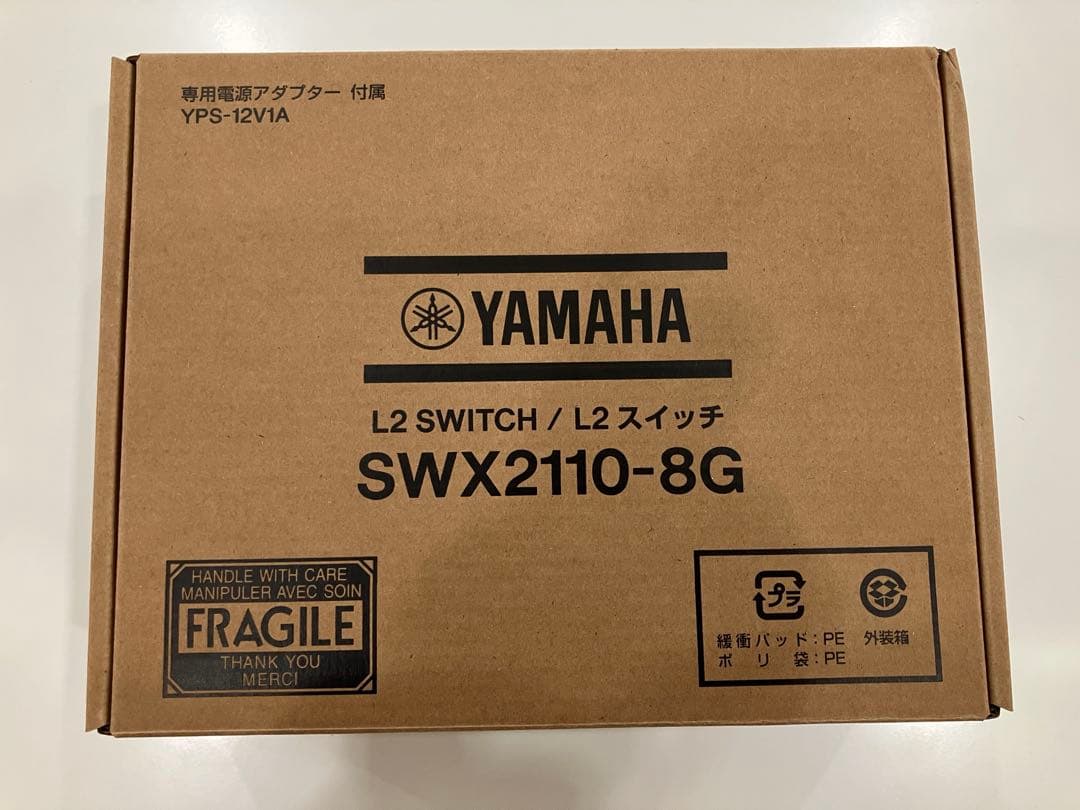 専用電源アダプター 付属
YPS-12V1A
YAMAHA
L2 SWITCH / L2 スイッチ
SWX2110-8G
HANDLE WITH CARE
MANIPULER AVEC SOIN
FRAGILE
THANK YOU
MERCI
プラ
緩衝パッド:PE
ポリ袋:PE
外装箱